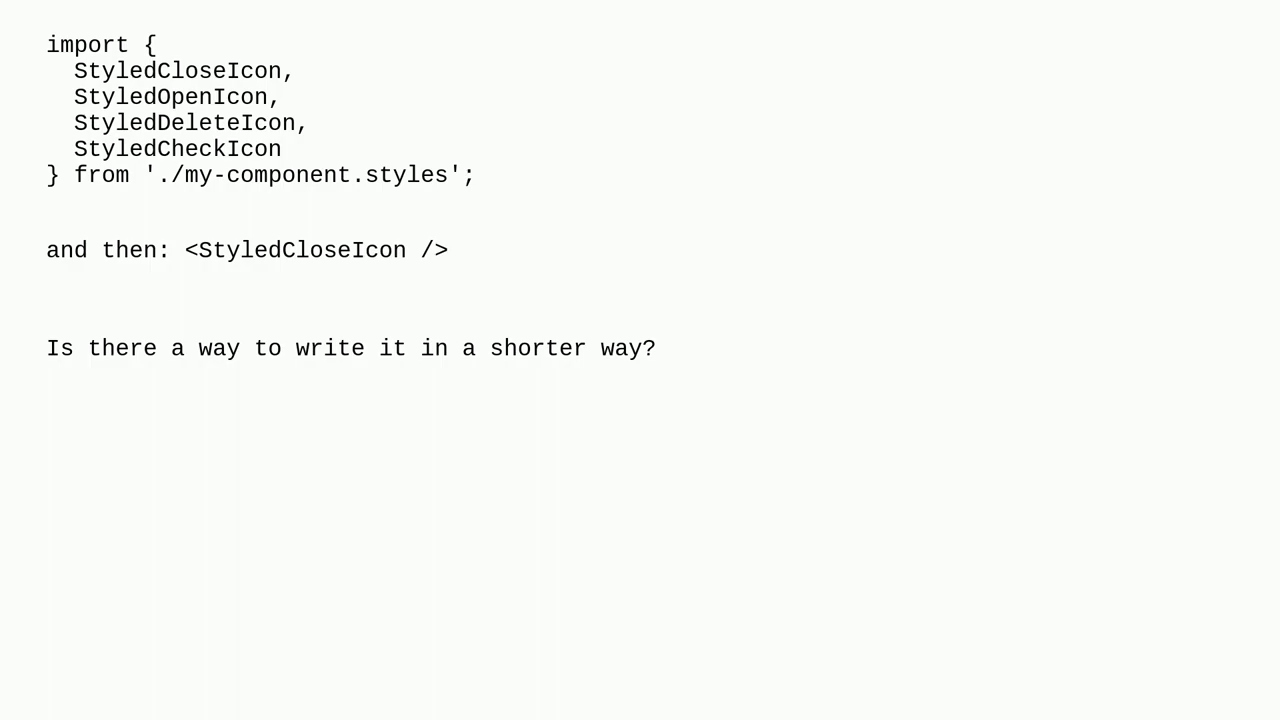 import {
  StyledCloseIcon,
  StyledOpenIcon,
  StyledDeleteIcon,
  StyledCheckIcon
} from './my-component.styles';
and then: <StyledCloseIcon />
Is there a way to write it in a shorter way?